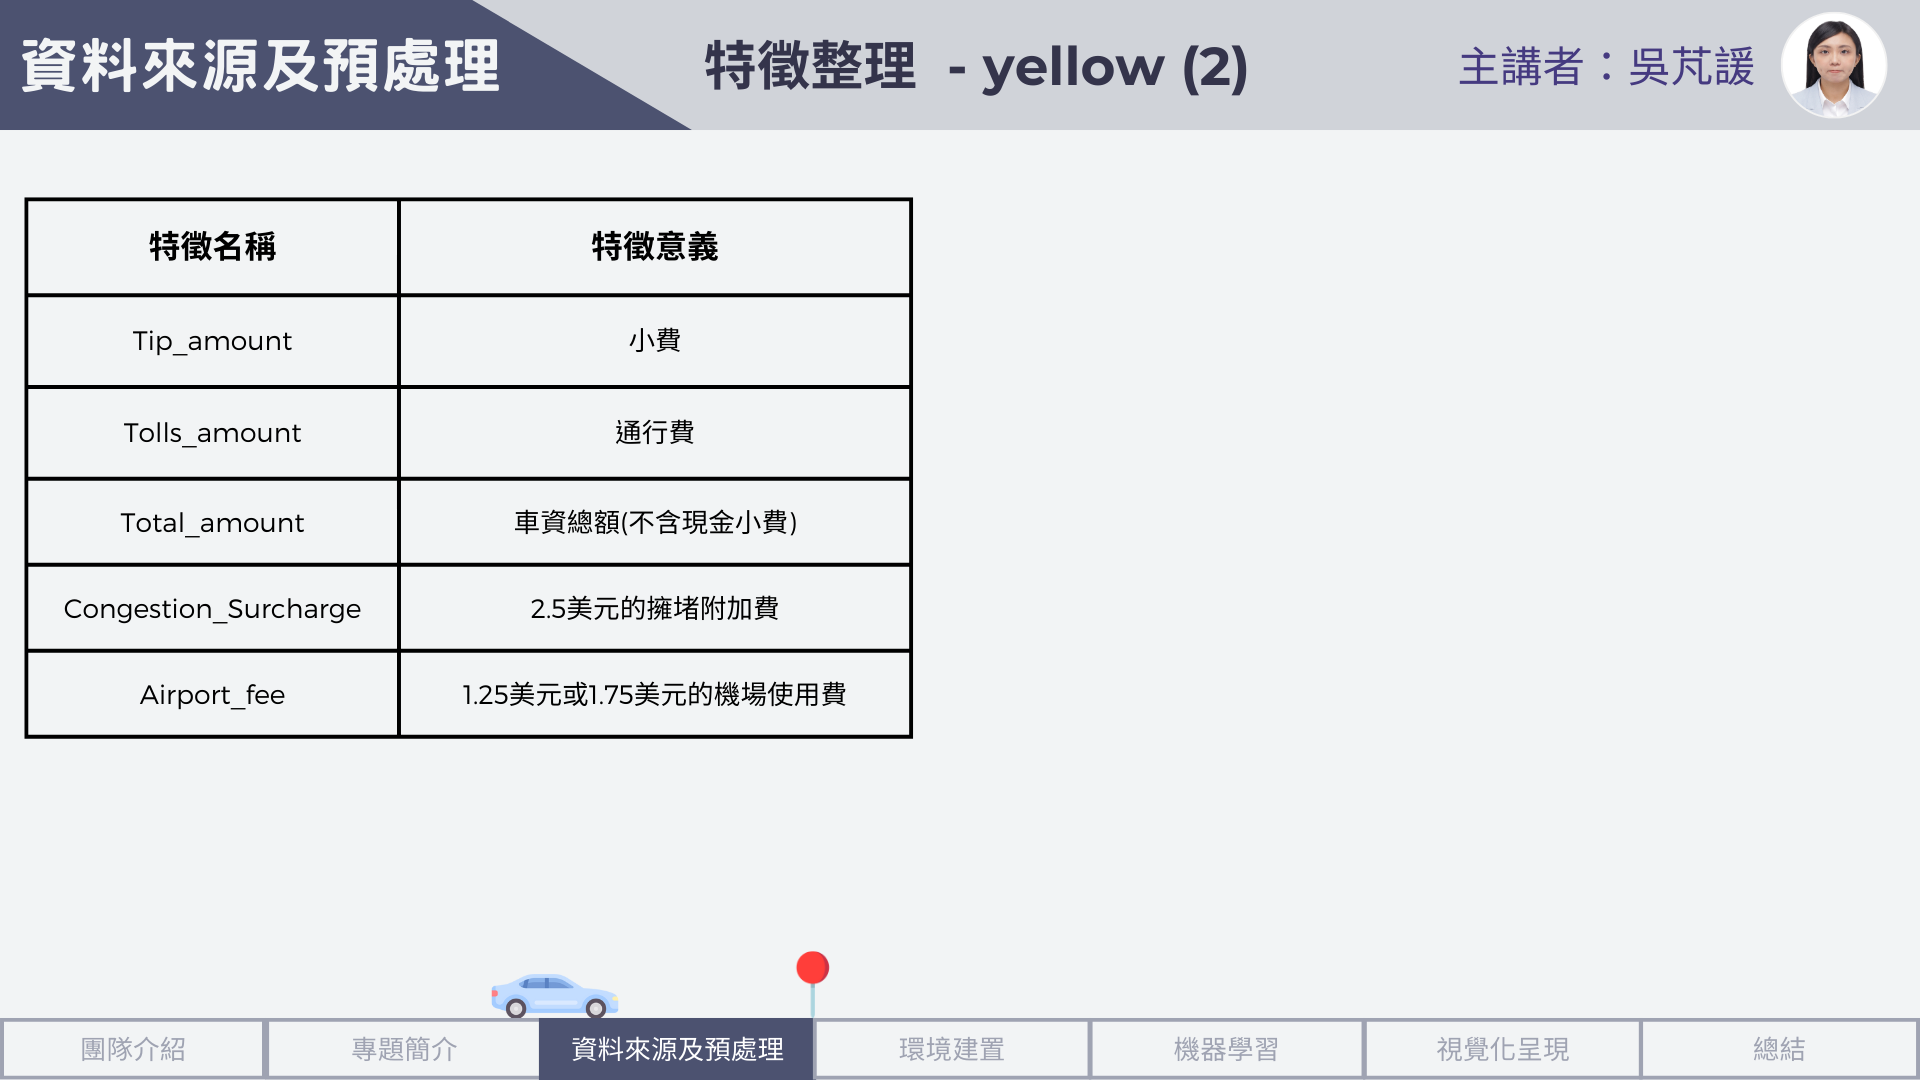 資料來源及預處理
特徵整理 - yellow (2)
主講者：吳芃諼
特徵名稱 特徵意義
Tip_amount 小費
Tolls_amount 通行費
Total_amount 車資總額(不含現金小費)
Congestion_Surcharge 2.5美元的擁堵附加費
Airport_fee 1.25美元或1.75美元的機場使用費
團隊介紹 專題簡介 資料來源及預處理 環境建置 機器學習 視覺化呈現 總結